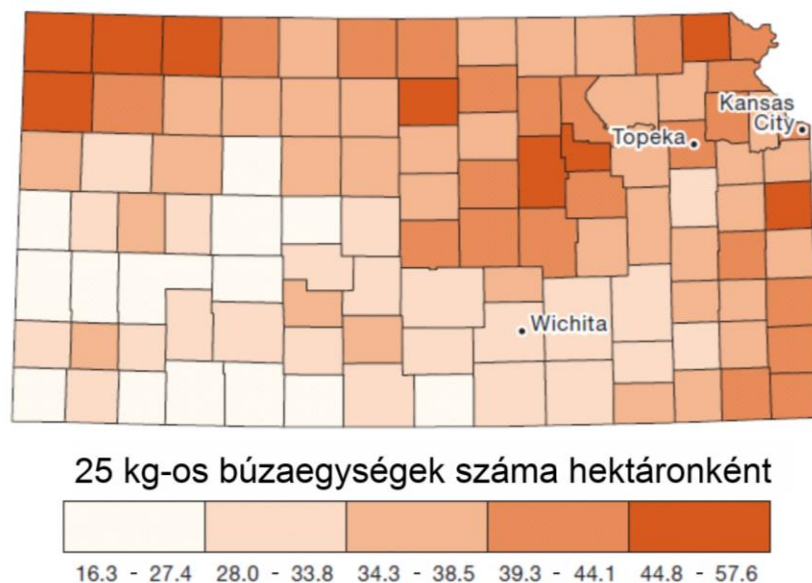 Kansas
City
Topeka
Wichita
25 kg-os búzaegységek száma hektáronként
16.3 - 27.4 28.0 - 33.8 34.3 - 38.5 39.3 - 44.1 44.8 - 57.6